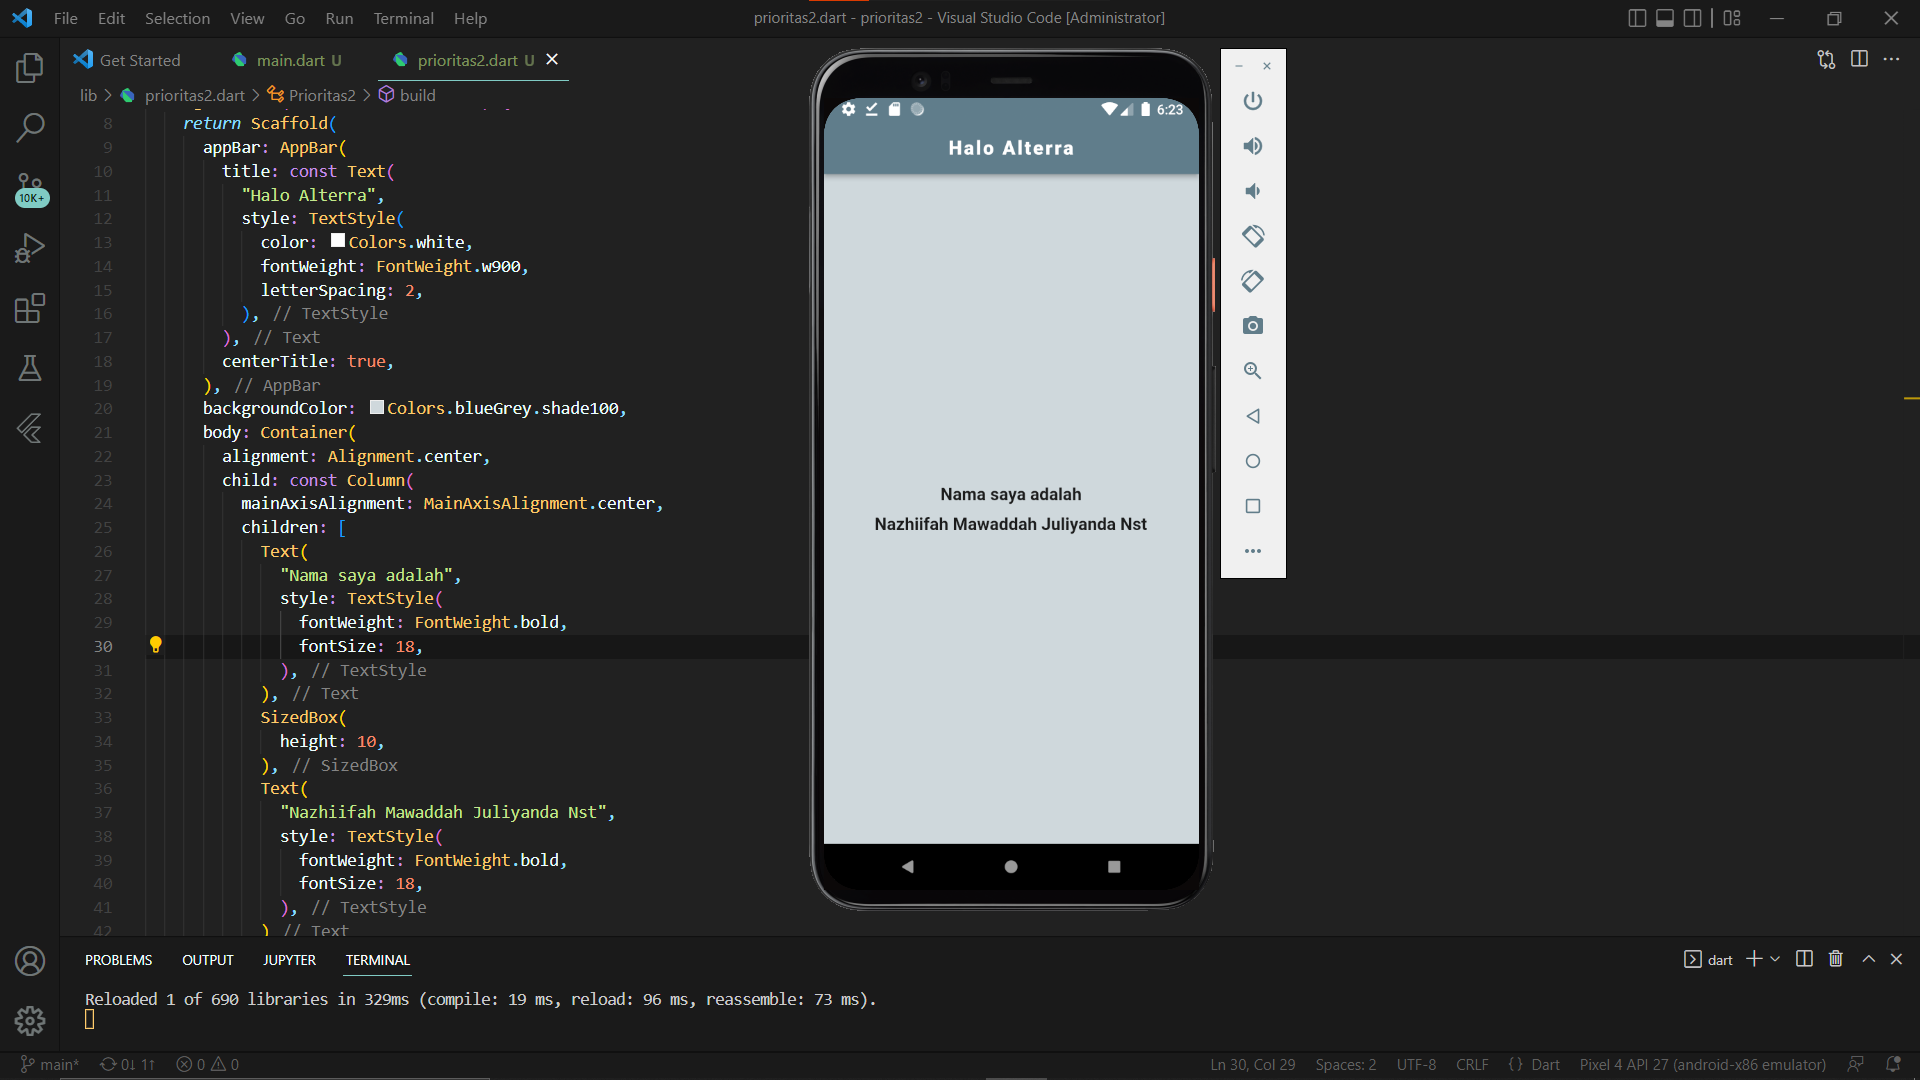 File Edit Selection View Go Run Terminal Help
prioritas2.dart - prioritas2 - Visual Studio Code [Administrator]
Get Started
main.dart U
prioritas2.dart U
lib > prioritas2.dart > Prioritas2 > build
10K+
8 return Scaffold(
9 appBar: AppBar(
10 title: const Text(
11 "Halo Alterra",
12 style: TextStyle(
13 color: Colors.white,
14 fontWeight: FontWeight.w900,
15 letterSpacing: 2,
16 ), // TextStyle
17 ), // Text
18 centerTitle: true,
19 ), // AppBar
20 backgroundColor: Colors.blueGrey.shade100,
21 body: Container(
22 alignment: Alignment.center,
23 child: const Column(
24 mainAxisAlignment: MainAxisAlignment.center,
25 children: [
26 Text(
27 "Nama saya adalah",
28 style: TextStyle(
29 fontWeight: FontWeight.bold,
30 fontSize: 18,
31 ), // TextStyle
32 ), // Text
33 SizedBox(
34 height: 10,
35 ), // SizedBox
36 Text(
37 "Nazhiifah Mawaddah Juliyanda Nst",
38 style: TextStyle(
39 fontWeight: FontWeight.bold,
40 fontSize: 18,
41 ), // TextStyle
42 ) // Text
6:23
Halo Alterra
Nama saya adalah
Nazhiifah Mawaddah Juliyanda Nst
PROBLEMS OUTPUT JUPYTER TERMINAL
dart
Reloaded 1 of 690 libraries in 329ms (compile: 19 ms, reload: 96 ms, reassemble: 73 ms).
main* 0↓ 1↑ 0 0
Ln 30, Col 29 Spaces: 2 UTF-8 CRLF {} Dart Pixel 4 API 27 (android-x86 emulator)